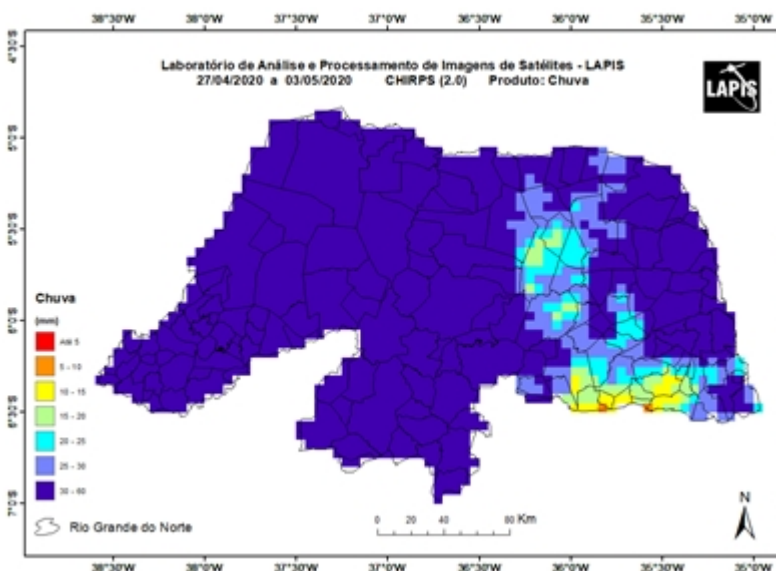 38°30'W 38°0'W 37°30'W 37°0'W 36°30'W 36°0'W 35°30'W 35°0'W
4°30'S
Laboratório de Análise e Processamento de Imagens de Satélites - LAPIS
27/04/2020 a 03/05/2020 CHIRPS (2.0) Produto: Chuva
LAPIS
5°0'S
5°30'S
6°0'S
6°30'S
7°0'S
Chuva
(mm)
Até 5
5 - 10
10 - 15
15 - 20
20 - 25
25 - 30
30 - 60
Rio Grande do Norte
0 20 40 80 Km
N
38°30'W 38°0'W 37°30'W 37°0'W 36°30'W 36°0'W 35°30'W 35°0'W